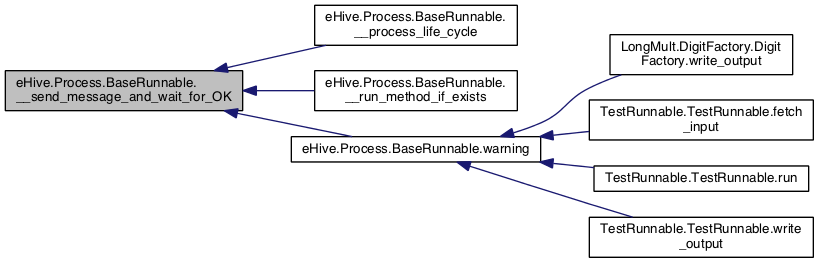 eHive.Process.BaseRunnable.
__process_life_cycle
eHive.Process.BaseRunnable.
__send_message_and_wait_for_OK
eHive.Process.BaseRunnable.
__run_method_if_exists
eHive.Process.BaseRunnable.warning
LongMult.DigitFactory.Digit
Factory.write_output
TestRunnable.TestRunnable.fetch
_input
TestRunnable.TestRunnable.run
TestRunnable.TestRunnable.write
_output